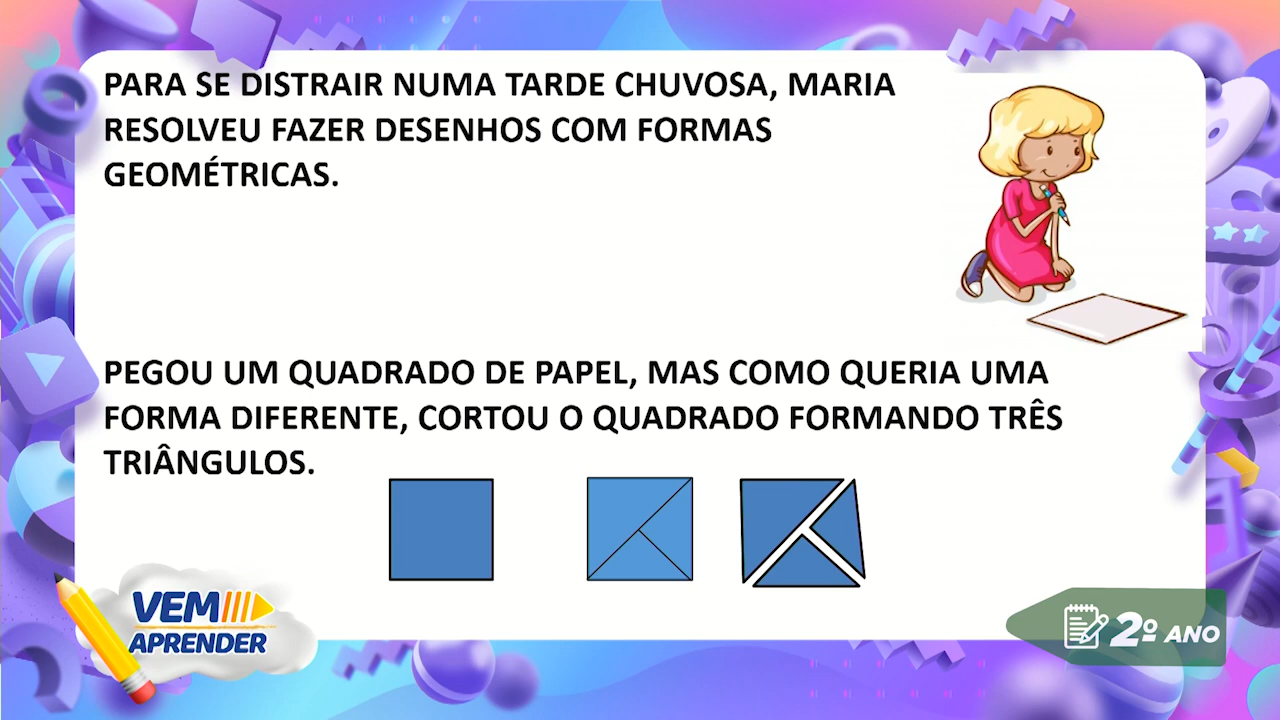 PARA SE DISTRAIR NUMA TARDE CHUVOSA, MARIA
RESOLVEU FAZER DESENHOS COM FORMAS
GEOMÉTRICAS.
PEGOU UM QUADRADO DE PAPEL, MAS COMO QUERIA UMA
FORMA DIFERENTE, CORTOU O QUADRADO FORMANDO TRÊS
TRIÂNGULOS.
VEM
APRENDER
2º ANO